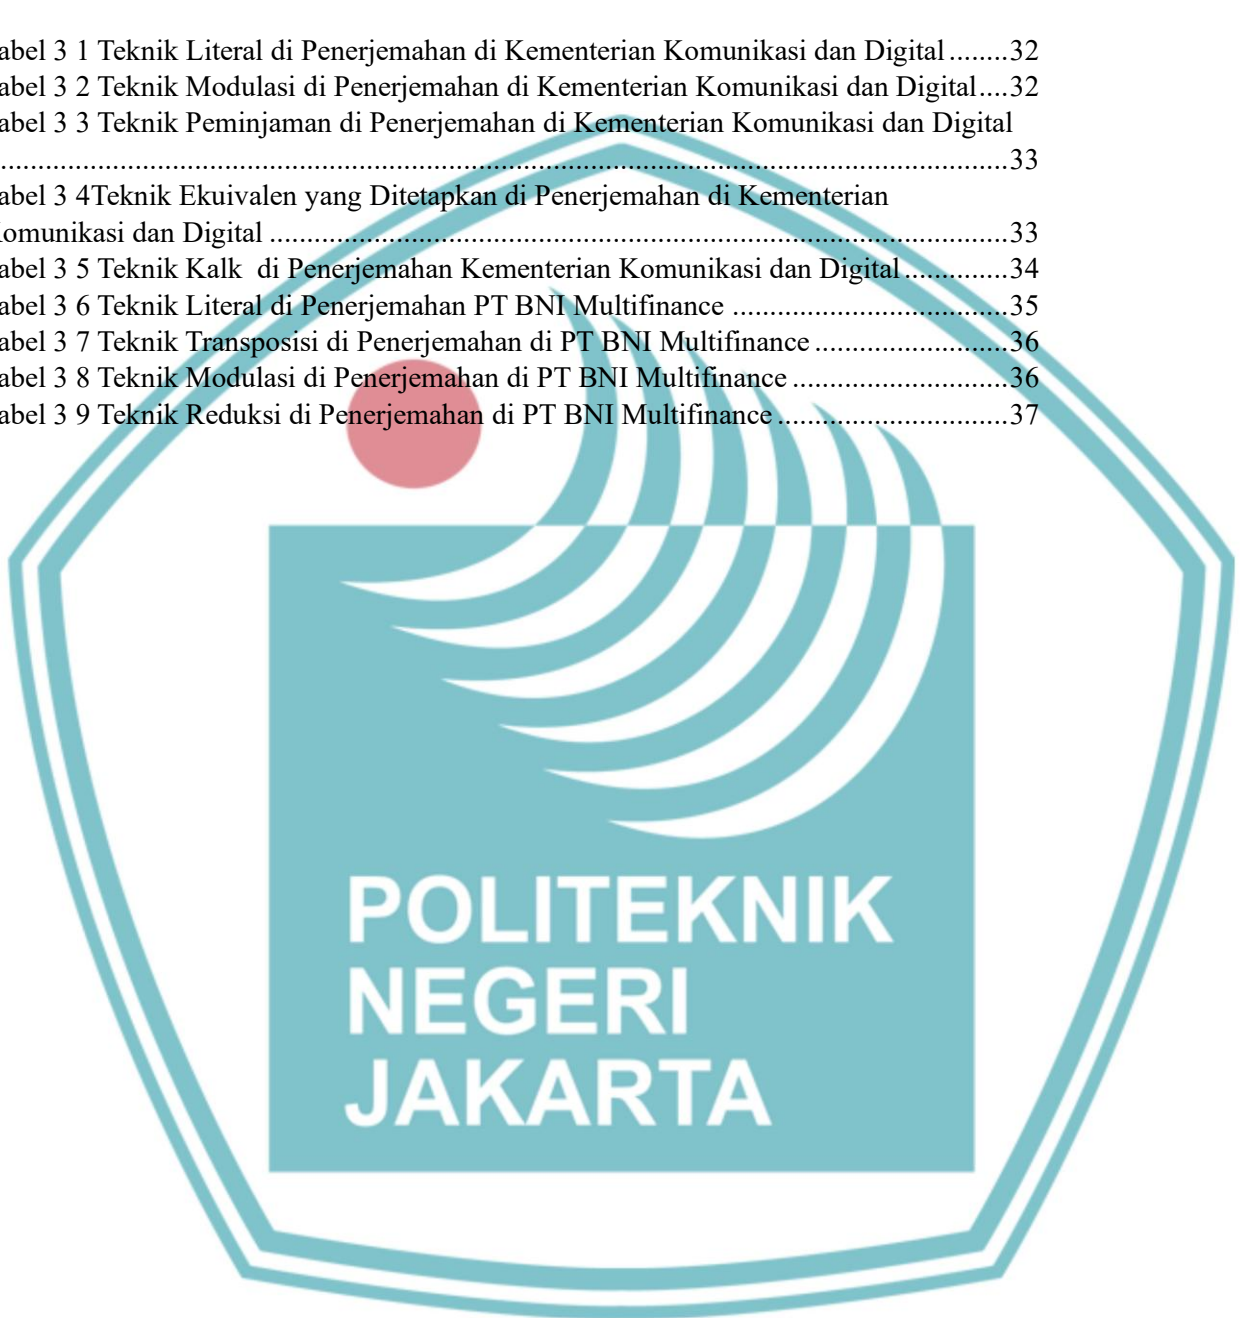 abel 3 1 Teknik Literal di Penerjemahan di Kementerian Komunikasi dan Digital........32
abel 3 2 Teknik Modulasi di Penerjemahan di Kementerian Komunikasi dan Digital....32
abel 3 3 Teknik Peminjaman di Penerjemahan di Kementerian Komunikasi dan Digital
................................................................................................................33
abel 3 4Teknik Ekuivalen yang Ditetapkan di Penerjemahan di Kementerian
omunikasi dan Digital ..................................................................................33
abel 3 5 Teknik Kalk  di Penerjemahan Kementerian Komunikasi dan Digital............34
abel 3 6 Teknik Literal di Penerjemahan PT BNI Multifinance ...............................35
abel 3 7 Teknik Transposisi di Penerjemahan di PT BNI Multifinance ......................36
abel 3 8 Teknik Modulasi di Penerjemahan di PT BNI Multifinance ........................36
abel 3 9 Teknik Reduksi di Penerjemahan di PT BNI Multifinance ..........................37
POLITEKNIK
NEGERI
JAKARTA